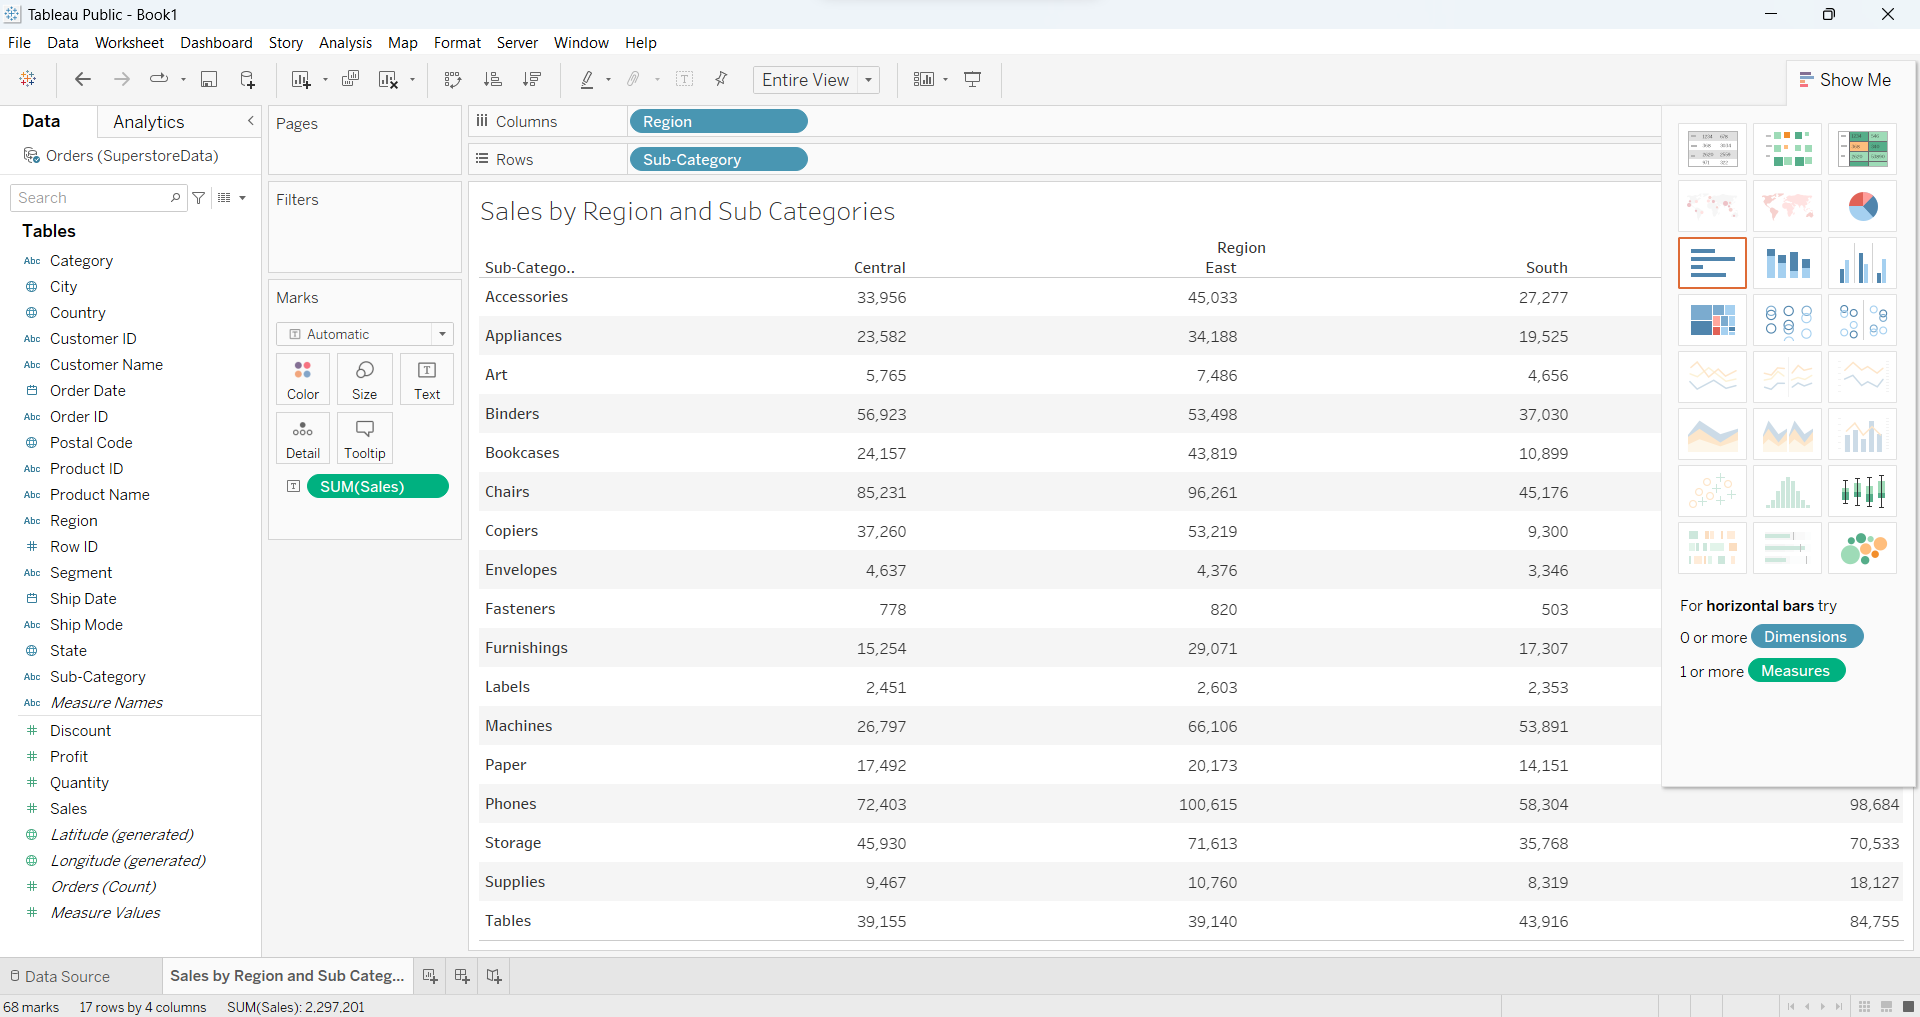 Tableau Public - Book1
File Data Worksheet Dashboard Story Analysis Map Format Server Window Help
Entire View
Show Me
Data Analytics
Orders (SuperstoreData)
Search
Tables
Abc Category
City
Country
Abc Customer ID
Abc Customer Name
Order Date
Abc Order ID
Postal Code
Abc Product ID
Abc Product Name
Abc Region
# Row ID
Abc Segment
Ship Date
Abc Ship Mode
State
Abc Sub-Category
Abc Measure Names
# Discount
# Profit
# Quantity
# Sales
Latitude (generated)
Longitude (generated)
# Orders (Count)
# Measure Values
Pages
Filters
Marks
T Automatic
Color Size Text
Detail Tooltip
T SUM(Sales)
Columns Region
Rows Sub-Category
Sales by Region and Sub Categories
Region
Sub-Catego.. Central East South
Accessories 33,956 45,033 27,277
Appliances 23,582 34,188 19,525
Art 5,765 7,486 4,656
Binders 56,923 53,498 37,030
Bookcases 24,157 43,819 10,899
Chairs 85,231 96,261 45,176
Copiers 37,260 53,219 9,300
Envelopes 4,637 4,376 3,346
Fasteners 778 820 503
Furnishings 15,254 29,071 17,307
Labels 2,451 2,603 2,353
Machines 26,797 66,106 53,891
Paper 17,492 20,173 14,151
Phones 72,403 100,615 58,304 98,684
Storage 45,930 71,613 35,768 70,533
Supplies 9,467 10,760 8,319 18,127
Tables 39,155 39,140 43,916 84,755
For horizontal bars try
0 or more Dimensions
1 or more Measures
Data Source
Sales by Region and Sub Categ...
68 marks 17 rows by 4 columns SUM(Sales): 2,297,201